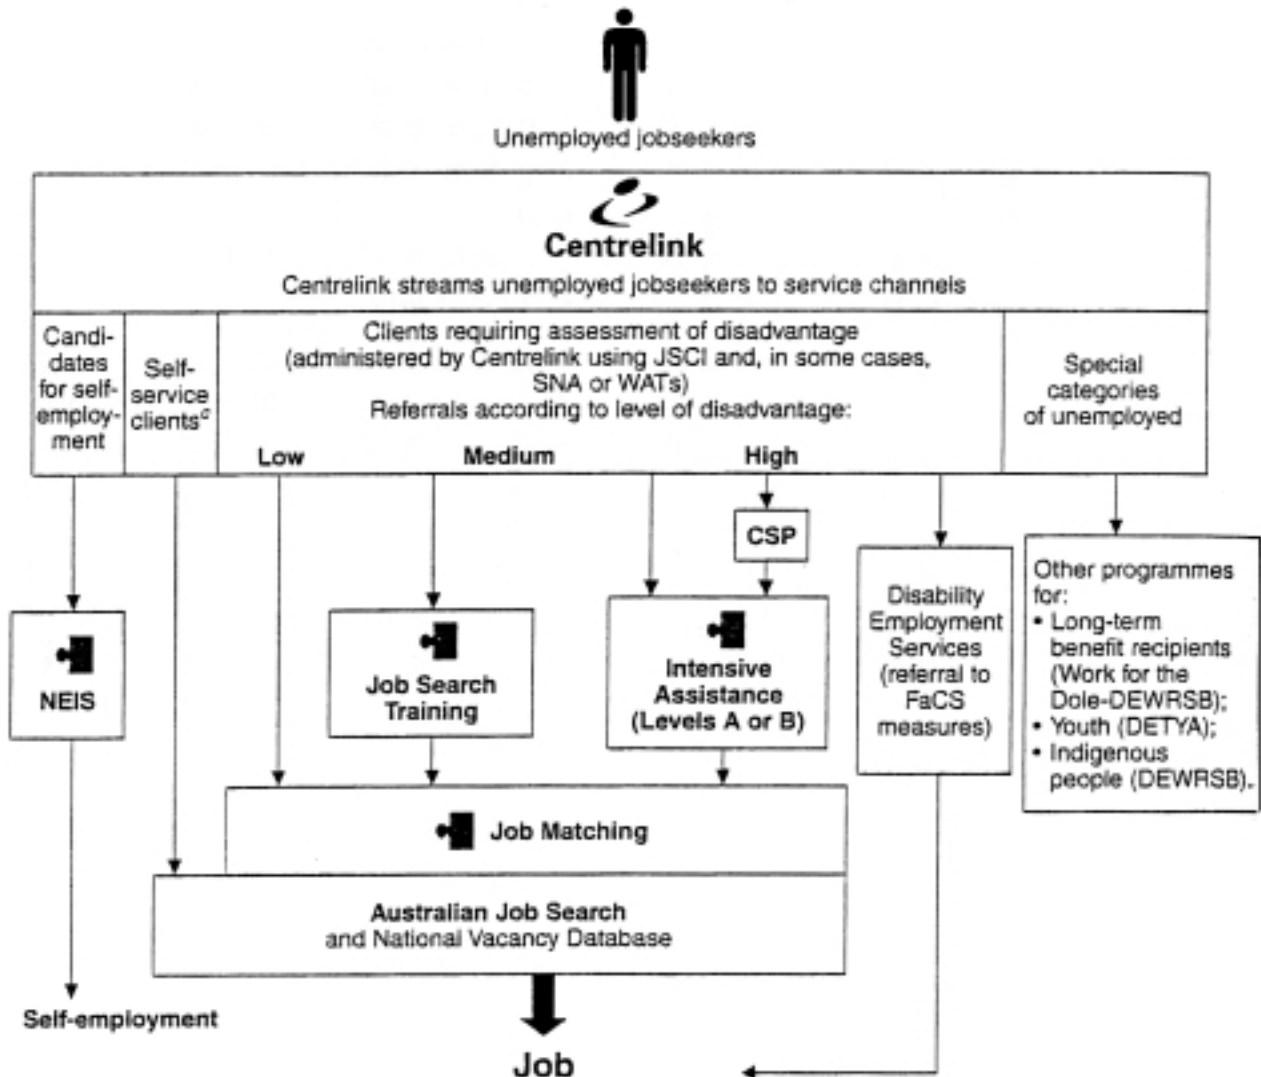 Unemployed jobseekers
Centrelink
Centrelink streams unemployed jobseekers to service channels
Candi-
dates
for self-
employ-
ment
Self-
service
clientsᶜ
Clients requiring assessment of disadvantage
(administered by Centrelink using JSCI and, in some cases,
SNA or WATs)
Referrals according to level of disadvantage:
Low Medium High
Special
categories
of unemployed
CSP
NEIS
Job Search
Training
Intensive
Assistance
(Levels A or B)
Disability
Employment
Services
(referral to
FaCS
measures)
Other programmes
for:
• Long-term
benefit recipients
(Work for the
Dole-DEWRSB);
• Youth (DETYA);
• Indigenous
people (DEWRSB).
Job Matching
Australian Job Search
and National Vacancy Database
Self-employment
Job